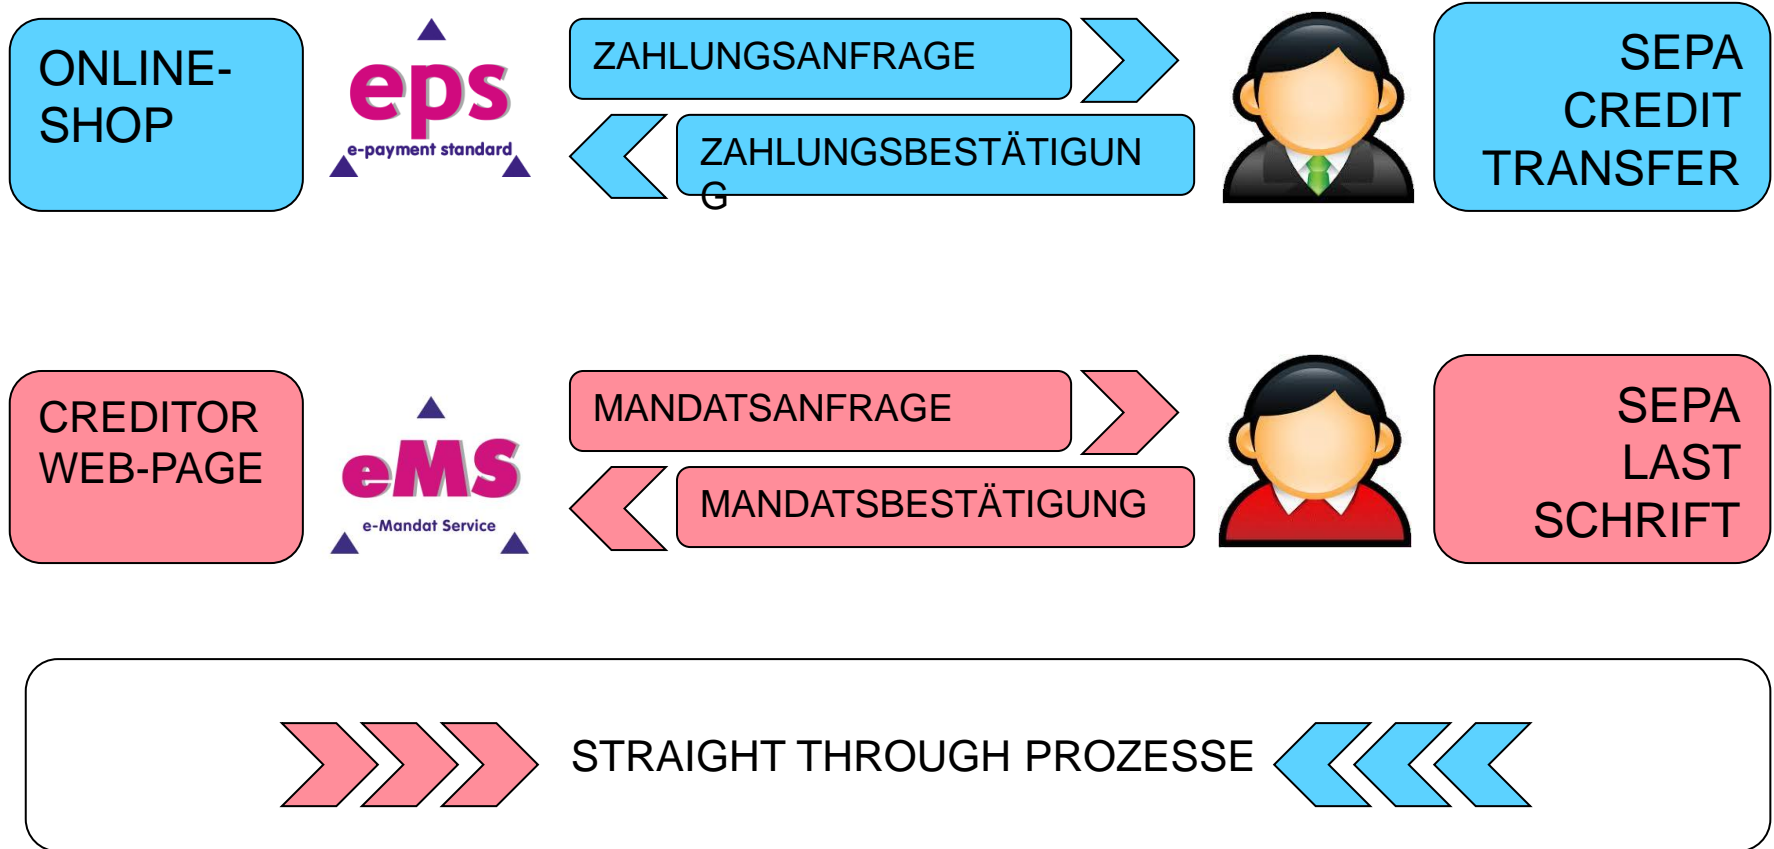 ONLINE-
SHOP
eps
e-payment standard
ZAHLUNGSANFRAGE
ZAHLUNGSBESTÄTIGUN
G
SEPA
CREDIT
TRANSFER
CREDITOR
WEB-PAGE
eMS
e-Mandat Service
MANDATSANFRAGE
MANDATSBESTÄTIGUNG
SEPA
LAST
SCHRIFT
STRAIGHT THROUGH PROZESSE